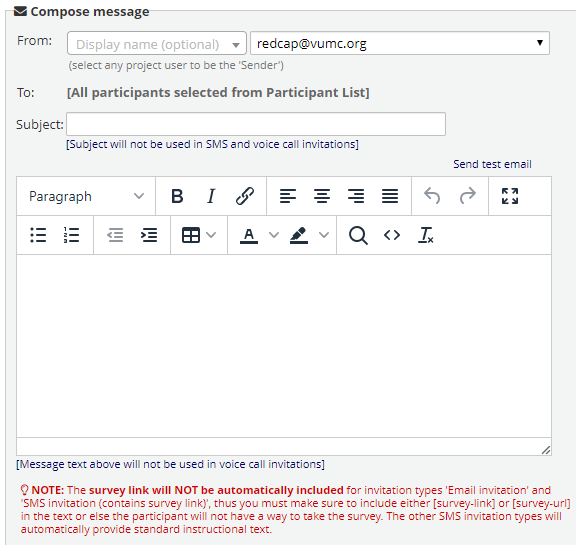 Compose message
From: Display name (optional) redcap@vumc.org
(select any project user to be the 'Sender')
To: [All participants selected from Participant List]
Subject:
[Subject will not be used in SMS and voice call invitations]
Send test email
Paragraph B I
A
[Message text above will not be used in voice call invitations]
NOTE: The survey link will NOT be automatically included for invitation types 'Email invitation' and
'SMS invitation (contains survey link)', thus you must make sure to include either [survey-link] or [survey-url]
in the text or else the participant will not have a way to take the survey. The other SMS invitation types will
automatically provide standard instructional text.